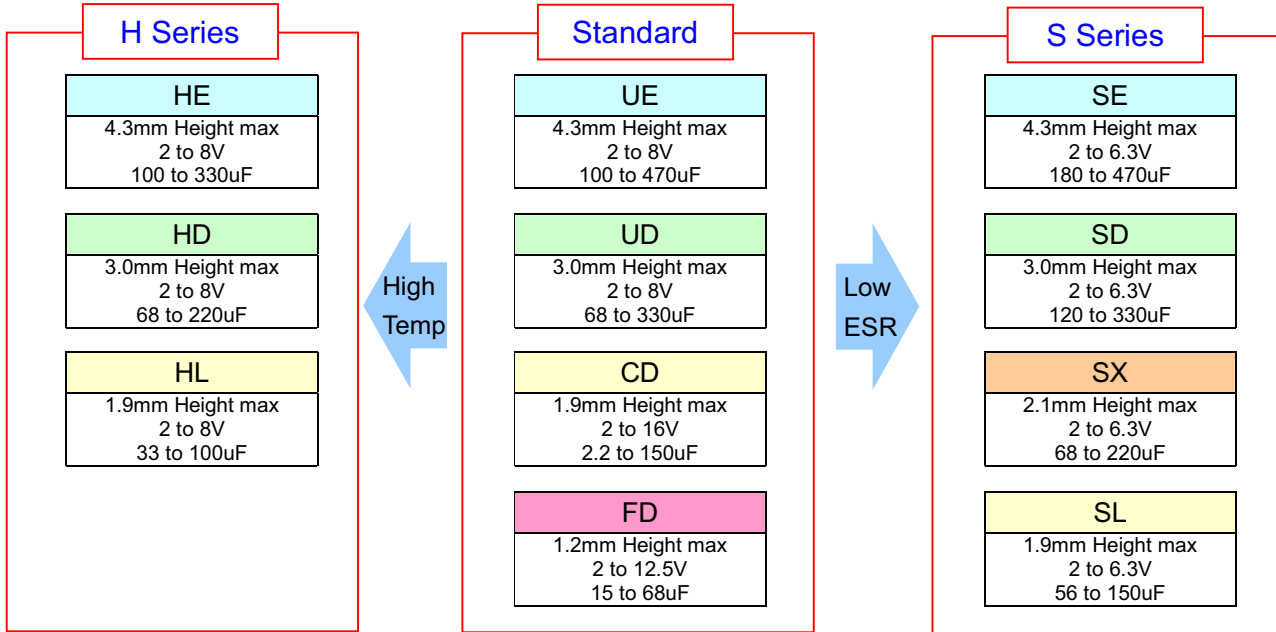 H Series
HE
4.3mm Height max
2 to 8V
100 to 330uF
HD
3.0mm Height max
2 to 8V
68 to 220uF
HL
1.9mm Height max
2 to 8V
33 to 100uF
High
Temp
Standard
UE
4.3mm Height max
2 to 8V
100 to 470uF
UD
3.0mm Height max
2 to 8V
68 to 330uF
CD
1.9mm Height max
2 to 16V
2.2 to 150uF
FD
1.2mm Height max
2 to 12.5V
15 to 68uF
Low
ESR
S Series
SE
4.3mm Height max
2 to 6.3V
180 to 470uF
SD
3.0mm Height max
2 to 6.3V
120 to 330uF
SX
2.1mm Height max
2 to 6.3V
68 to 220uF
SL
1.9mm Height max
2 to 6.3V
56 to 150uF